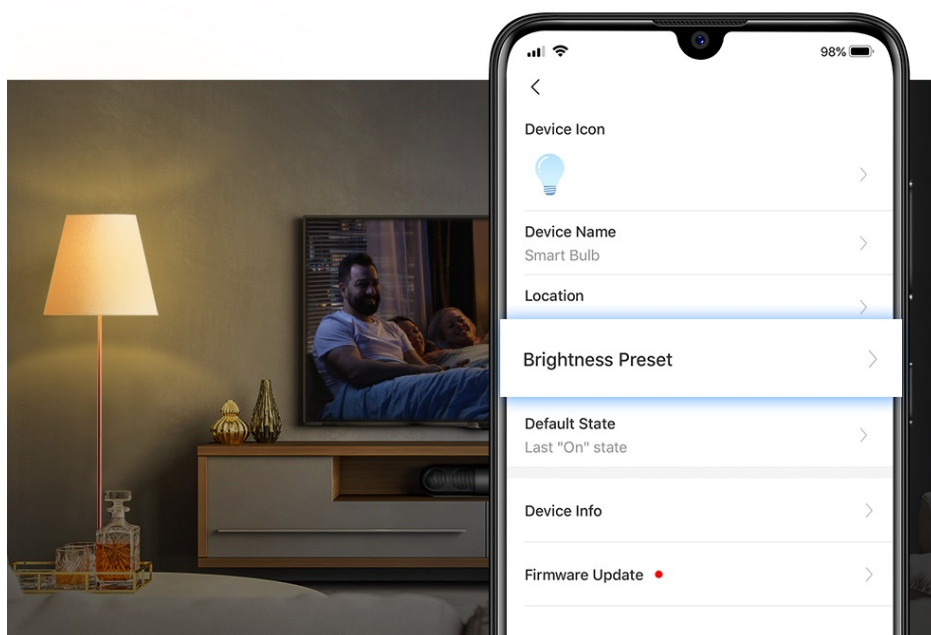 98%
Device Icon
Device Name
Smart Bulb
Location
Brightness Preset
Default State
Last "On" state
Device Info
Firmware Update